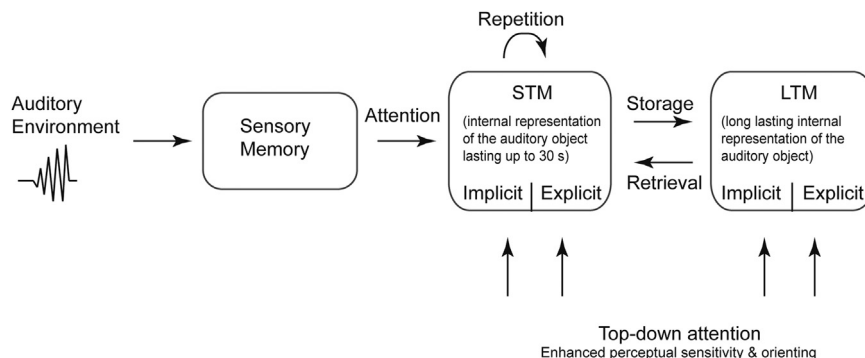 Repetition
Auditory
Environment
Sensory
Memory
Attention
STM
(internal representation
of the auditory object
lasting up to 30 s)
Implicit | Explicit
Storage
Retrieval
LTM
(long lasting internal
representation of the
auditory object)
Implicit | Explicit
Top-down attention
Enhanced perceptual sensitivity & orienting